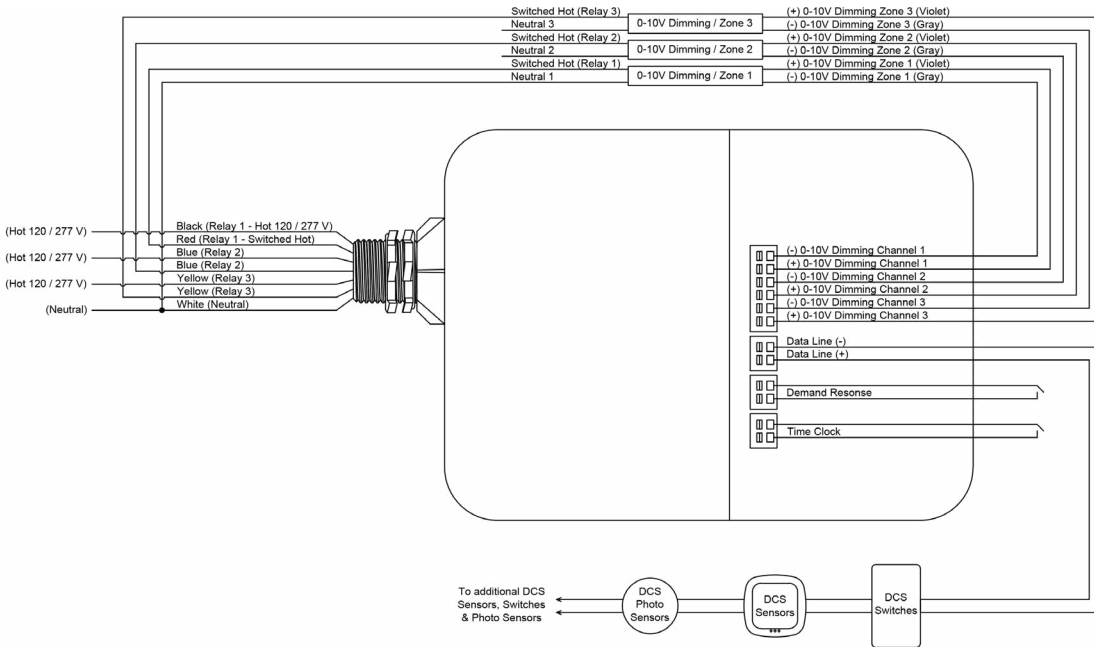 Switched Hot (Relay 3)
Neutral 3
0-10V Dimming / Zone 3
(+) 0-10V Dimming Zone 3 (Violet)
(-) 0-10V Dimming Zone 3 (Gray)
Switched Hot (Relay 2)
Neutral 2
0-10V Dimming / Zone 2
(+) 0-10V Dimming Zone 2 (Violet)
(-) 0-10V Dimming Zone 2 (Gray)
Switched Hot (Relay 1)
Neutral 1
0-10V Dimming / Zone 1
(+) 0-10V Dimming Zone 1 (Violet)
(-) 0-10V Dimming Zone 1 (Gray)
(Hot 120 / 277 V)
(Hot 120 / 277 V)
(Hot 120 / 277 V)
(Neutral)
Black (Relay 1 - Hot 120 / 277 V)
Red (Relay 1 - Switched Hot)
Blue (Relay 2)
Blue (Relay 2)
Yellow (Relay 3)
Yellow (Relay 3)
White (Neutral)
(-) 0-10V Dimming Channel 1
(+) 0-10V Dimming Channel 1
(-) 0-10V Dimming Channel 2
(+) 0-10V Dimming Channel 2
(-) 0-10V Dimming Channel 3
(+) 0-10V Dimming Channel 3
Data Line (-)
Data Line (+)
Demand Resonse
Time Clock
To additional DCS
Sensors, Switches
& Photo Sensors
DCS
Photo
Sensors
DCS
Sensors
DCS
Switches